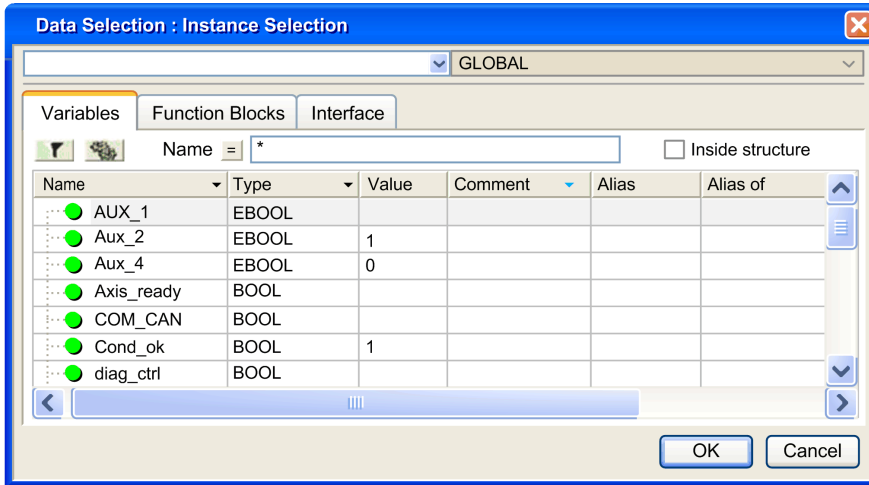 Data Selection : Instance Selection
GLOBAL
Variables Function Blocks Interface
Name = * Inside structure
Name Type Value Comment Alias Alias of
AUX_1 EBOOL
Aux_2 EBOOL 1
Aux_4 EBOOL 0
Axis_ready BOOL
COM_CAN BOOL
Cond_ok BOOL 1
diag_ctrl BOOL
OK Cancel